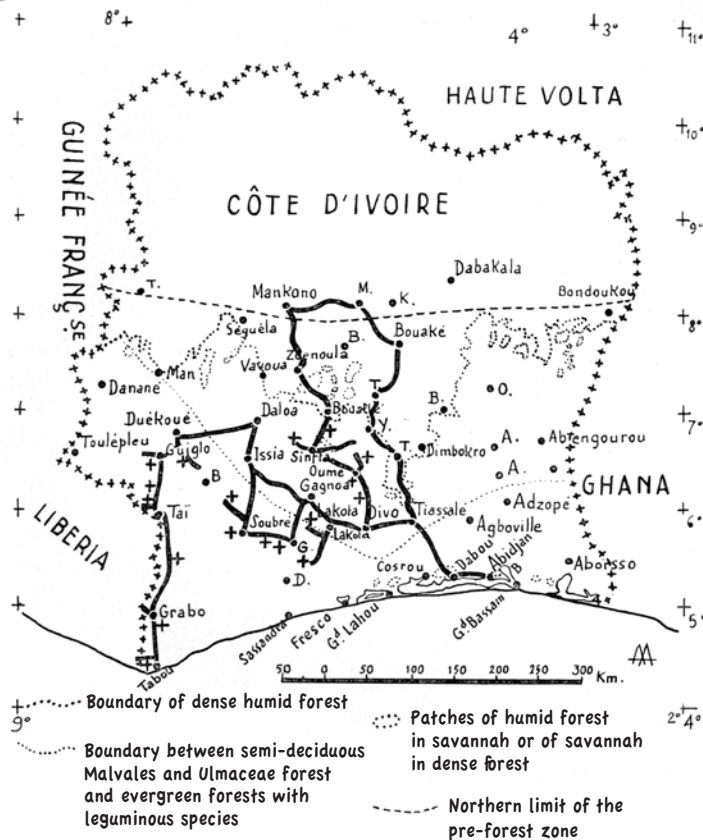 8°
4°
3°
11°
HAUTE VOLTA
GUINÉE FRANÇSE
10°
CÔTE D'IVOIRE
9°
T.
Mankono
M.
K.
Dabakala
Bondoukou
8°
Séguéla
B.
Bouaké
Zoenoula
Man
Vavoua
Danané
T.
O.
B.
Bouaflé
7°
Duékoué
Daloa
Y.
Toulépleu
Guiglo
Issia
Sinfra
T.
Dimbokro
A.
Abengourou
Oume
B
Gagnoa
A.
GHANA
LIBERIA
Taï
Soubré
Lakota
Divo
Tiassale
Adzope
6°
G.
Lakota
Agboville
Cosrou
Dabou
Abidjan
Aborsso
D.
B
Grabo
Sassandra
Fresco
Gd Lahou
Gd Bassam
5°
Tabou
50 0 50 100 150 200 250 300 Km.
9°
2° 4°
Boundary of dense humid forest
Boundary between semi-deciduous
Malvales and Ulmaceae forest
and evergreen forests with
leguminous species
Patches of humid forest
in savannah or of savannah
in dense forest
Northern limit of the
pre-forest zone